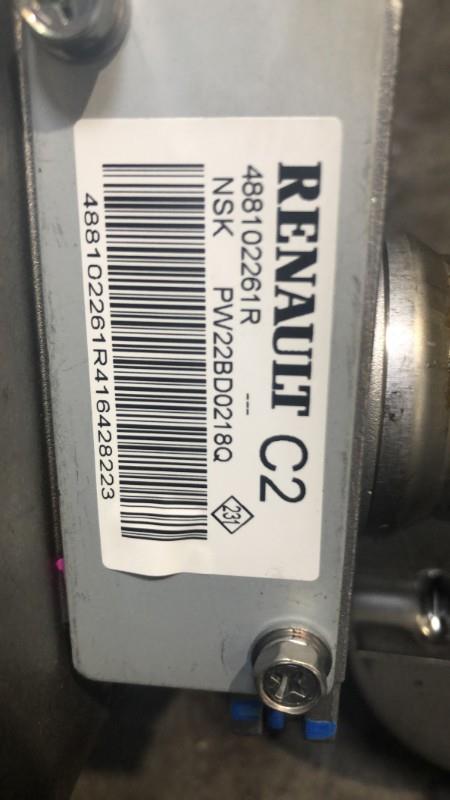 RENAULT C2
488102261R ---
NSK PW22BD0218Q
231
488102261R416428223